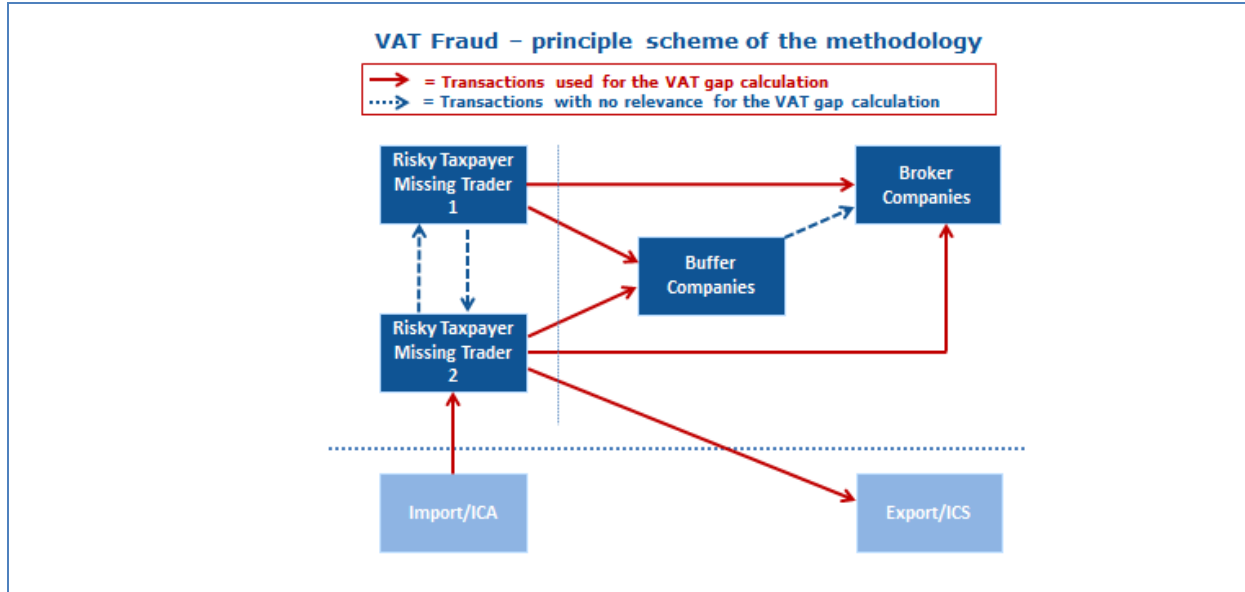 VAT Fraud – principle scheme of the methodology
= Transactions used for the VAT gap calculation
= Transactions with no relevance for the VAT gap calculation
Risky Taxpayer
Missing Trader
1
Broker
Companies
Buffer
Companies
Risky Taxpayer
Missing Trader
2
Import/ICA
Export/ICS